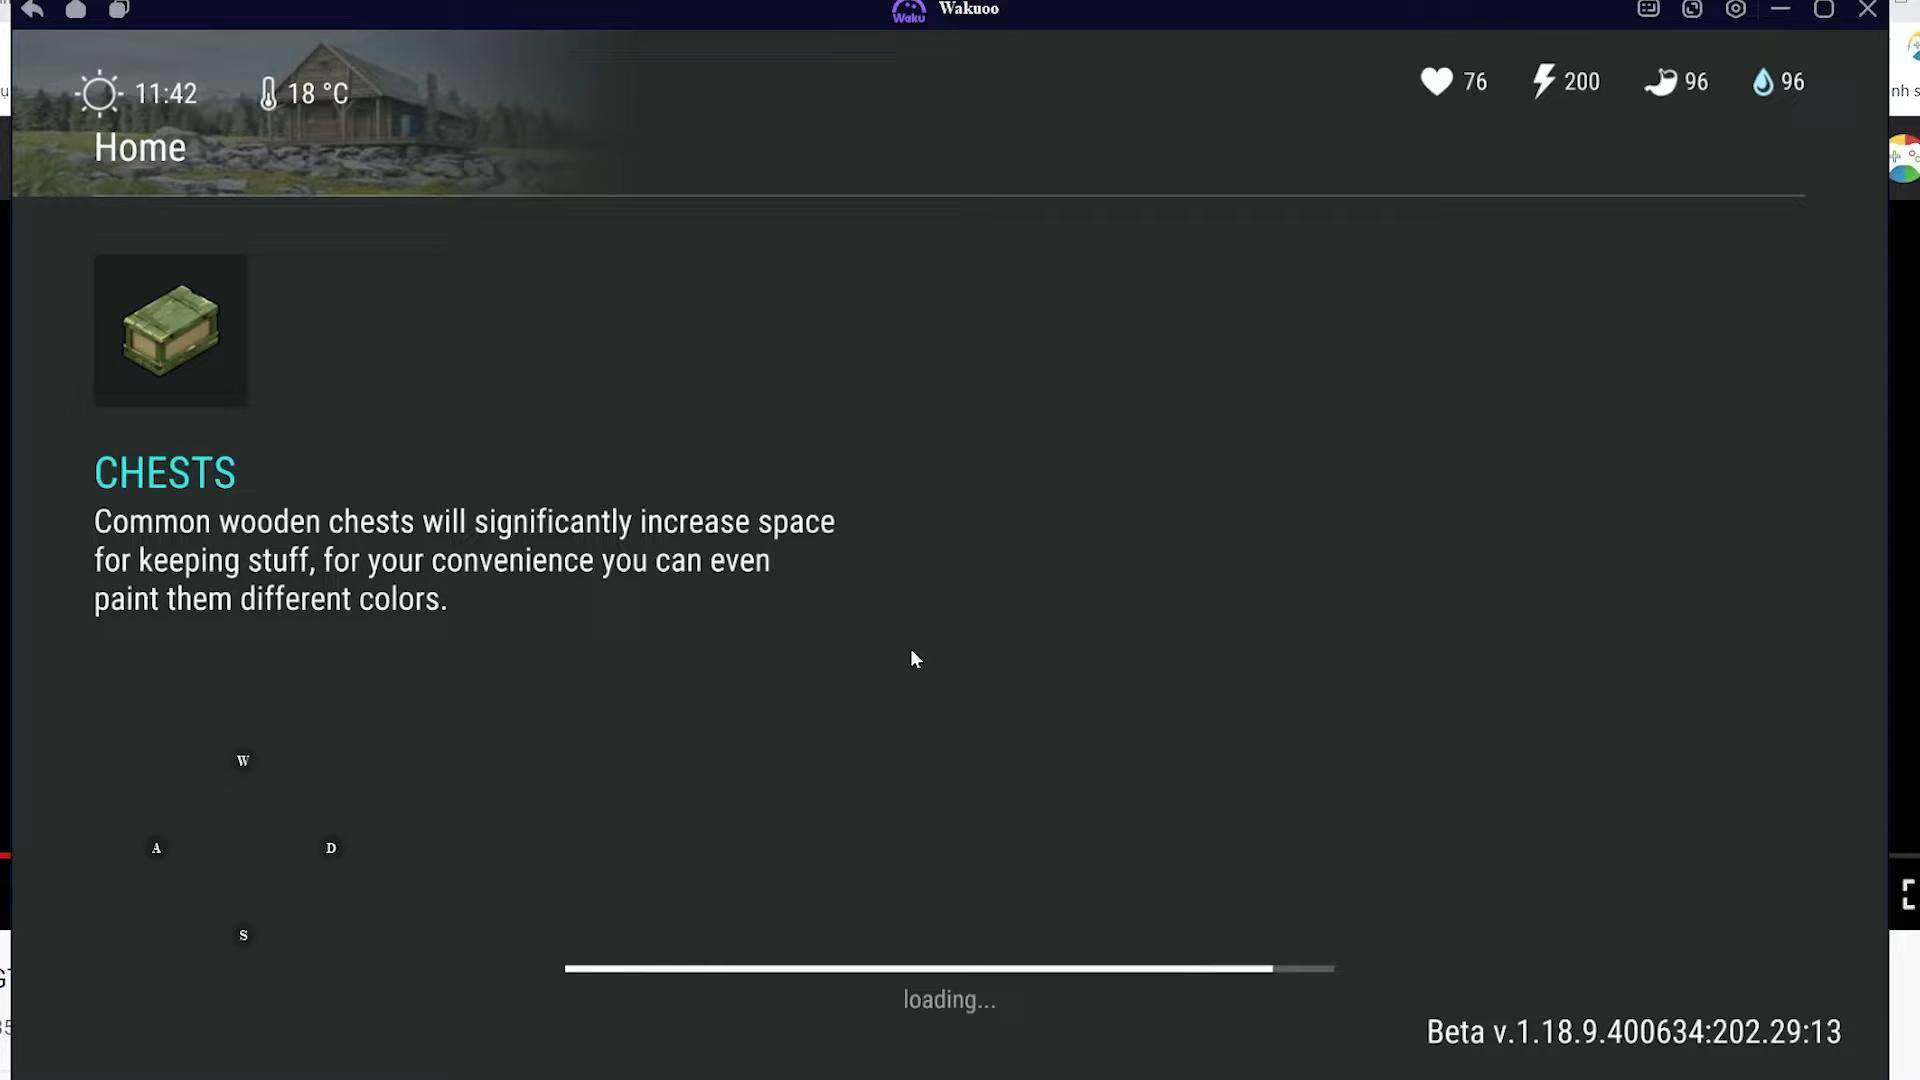 Waku Wakuoo
11:42 18 °C
76 200 96 96
Home
nh s
CHESTS
Common wooden chests will significantly increase space
for keeping stuff, for your convenience you can even
paint them different colors.
W
A D
S
loading...
Beta v.1.18.9.400634:202.29:13